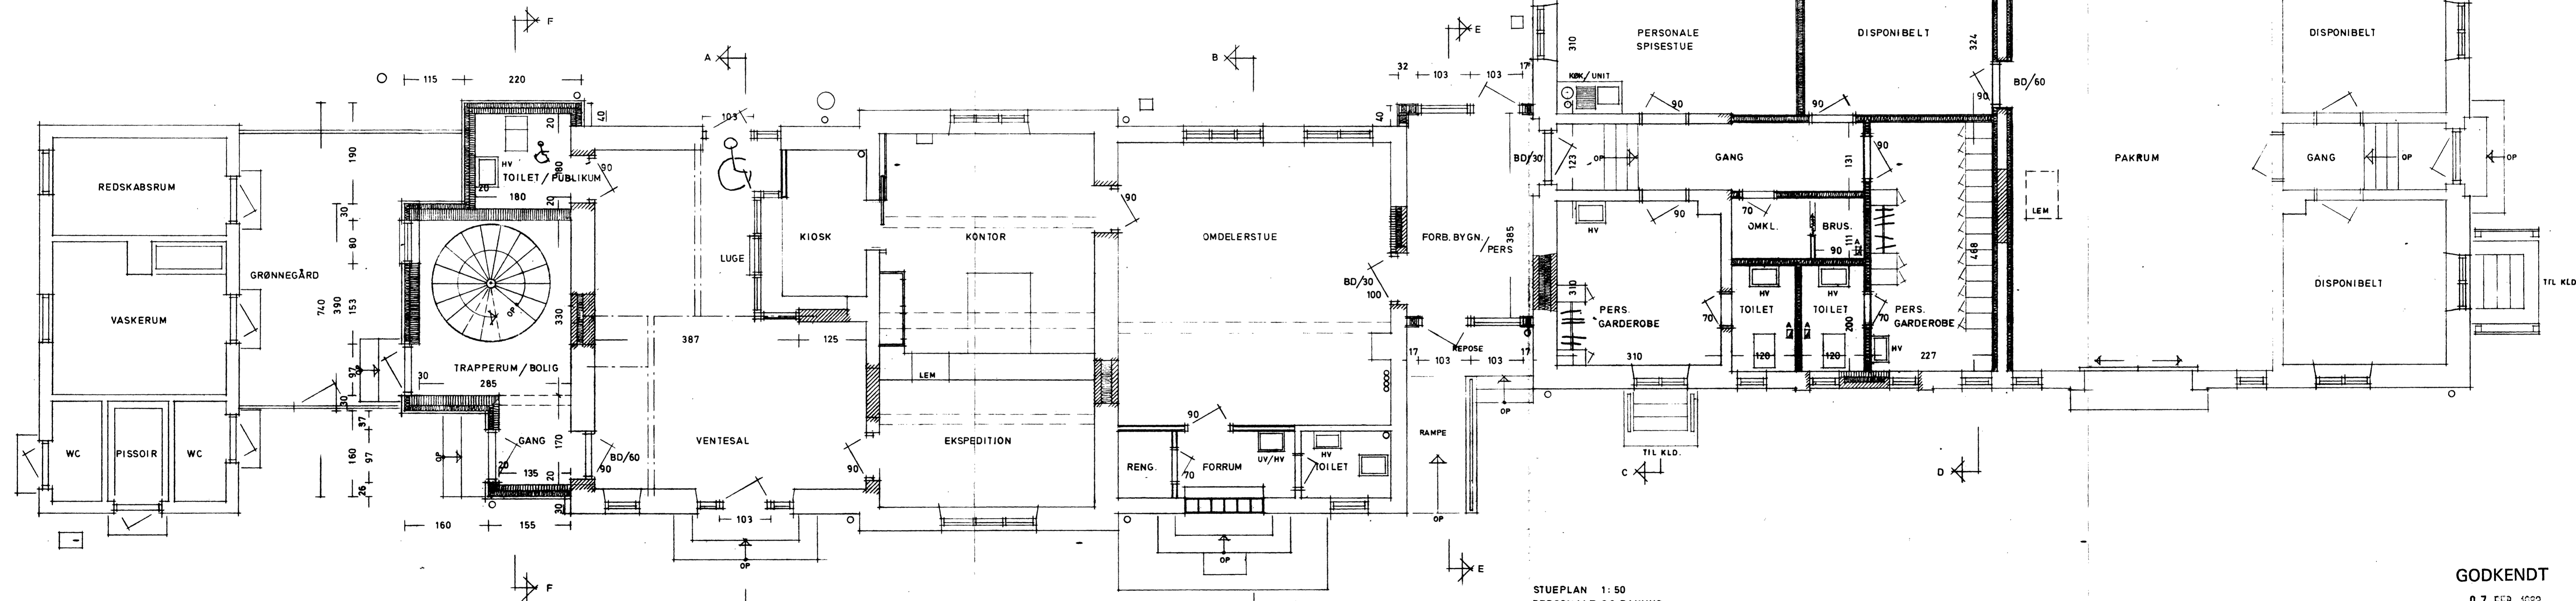 F
A
B
E
115
220
40
20
HV
TOILET / PUBLIKUM
20
180
20
90
REDSKABSRUM
VASKERUM
WC
PISSOIR
WC
GRØNNEGÅRD
190
30
80
740
390
153
97
30
37
160
97
26
TRAPPERUM / BOLIG
OP
330
30
285
OP
GANG
170
20
135
20
BD/60
90
30
160
155
F
103
KIOSK
LUGE
387
125
VENTESAL
90
103
OP
KONTOR
LEM
EKSPEDITION
90
OMDELERSTUE
BD/30
100
90
RENG.
70
FORRUM
UV/HV
HV
TOILET
OP
32
103
103
17
40
FORB. BYGN. / PERS
385
17
103
REPOSE
103
17
RAMPE
OP
OP
E
PERSONALE
SPISESTUE
310
KØK/UNIT
90
DISPONIBELT
324
90
90
BD/60
BD/30
123
OP
GANG
131
90
HV
90
310
PERS.
GARDEROBE
310
70
70
OMKL.
BRUS.
111
90
A
HV
HV
TOILET
TOILET
A
A
120
120
200
468
70
PERS.
GARDEROBE
HV
227
TIL KLD.
C
D
PAKRUM
LEM
DISPONIBELT
GANG
OP
OP
DISPONIBELT
TIL KLD
STUEPLAN 1:50
GODKENDT